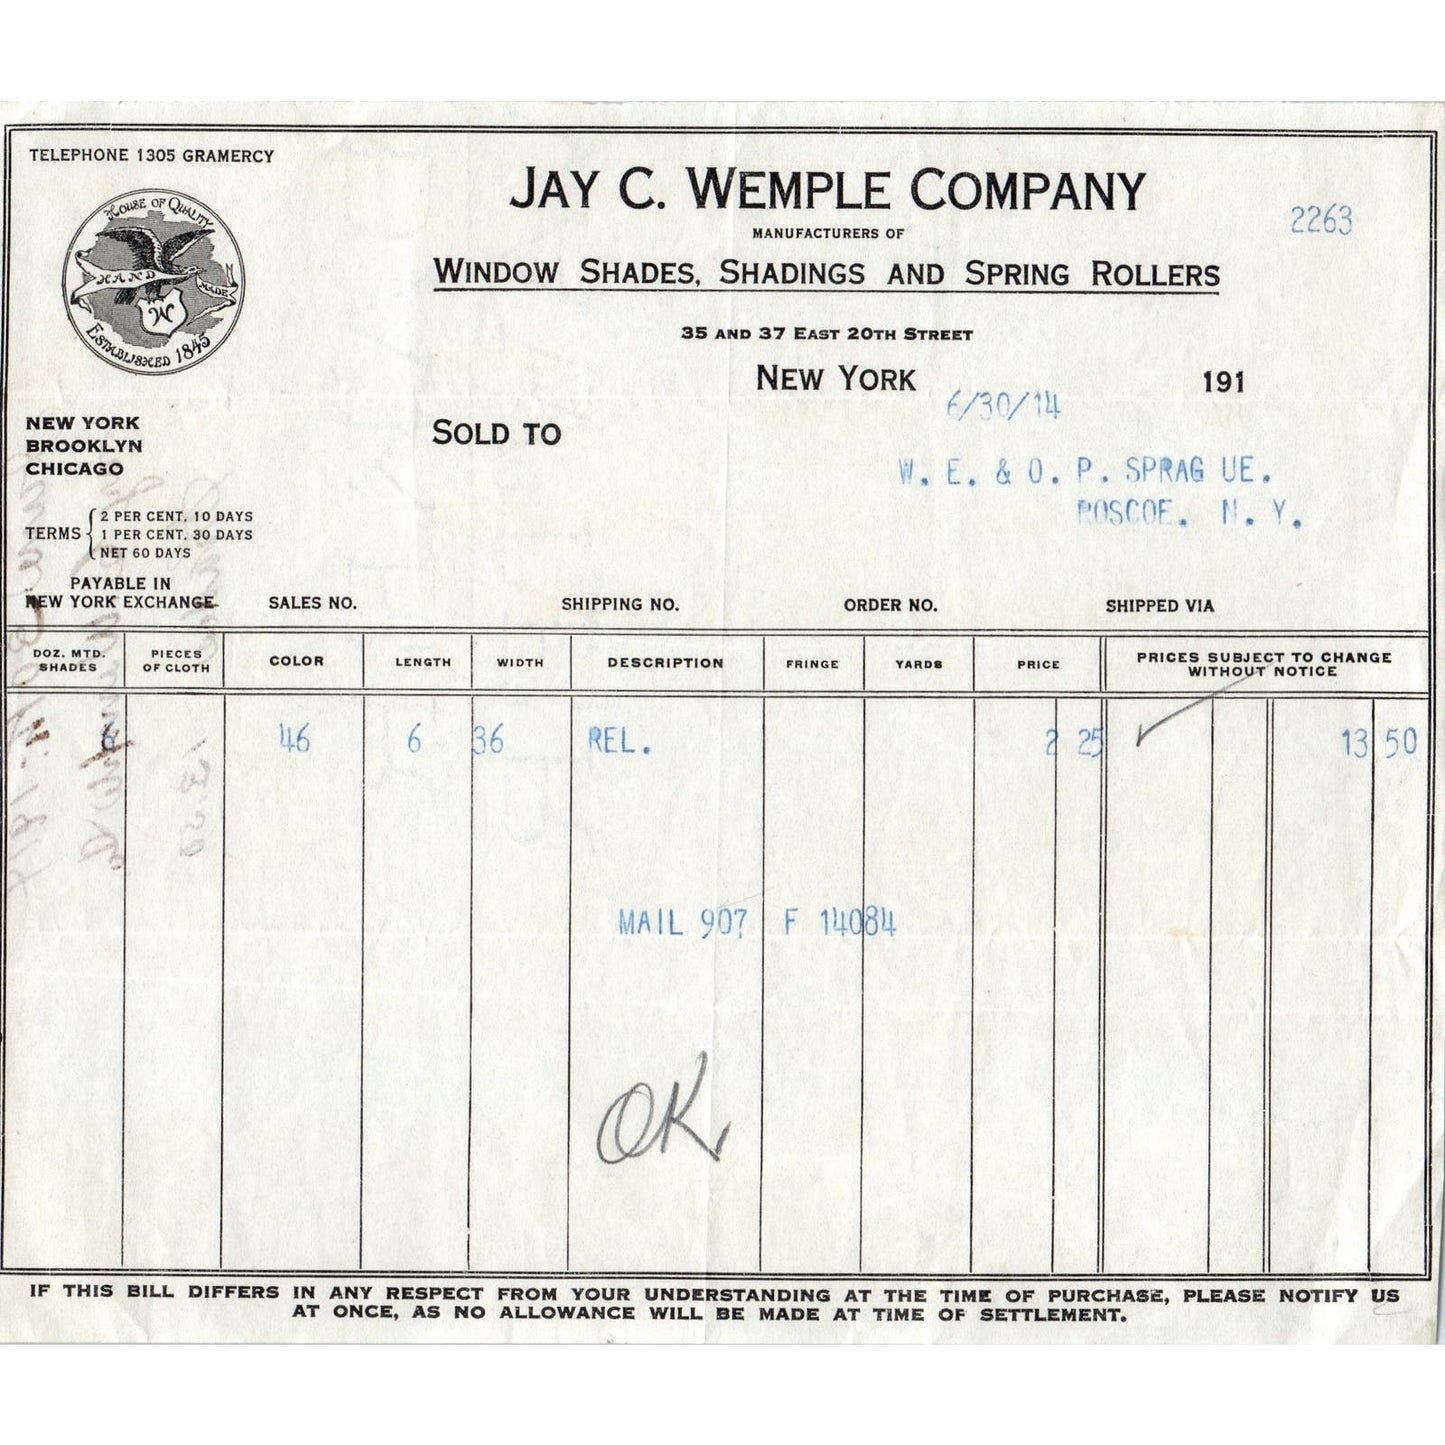 TELEPHONE 1305 GRAMERCY
HOUSE OF QUALITY
HAND MADE
W
ESTABLISHED 1845
JAY C. WEMPLE COMPANY
2263
MANUFACTURERS OF
WINDOW SHADES, SHADINGS AND SPRING ROLLERS
35 AND 37 EAST 20TH STREET
NEW YORK 191
6/30/14
NEW YORK
BROOKLYN
CHICAGO
SOLD TO
W. E. & O. P. SPRAG UE.
ROSCOE. N. Y.
TERMS { 2 PER CENT. 10 DAYS
1 PER CENT. 30 DAYS
NET 60 DAYS
PAYABLE IN
NEW YORK EXCHANGE
SALES NO. SHIPPING NO. ORDER NO. SHIPPED VIA
DOZ. MTD. SHADES PIECES OF CLOTH COLOR LENGTH WIDTH DESCRIPTION FRINGE YARDS PRICE PRICES SUBJECT TO CHANGE
WITHOUT NOTICE
6 46 6 36 REL. 2 25 13 50
MAIL 907 F 14084
OK
IF THIS BILL DIFFERS IN ANY RESPECT FROM YOUR UNDERSTANDING AT THE TIME OF PURCHASE, PLEASE NOTIFY US
AT ONCE, AS NO ALLOWANCE WILL BE MADE AT TIME OF SETTLEMENT.